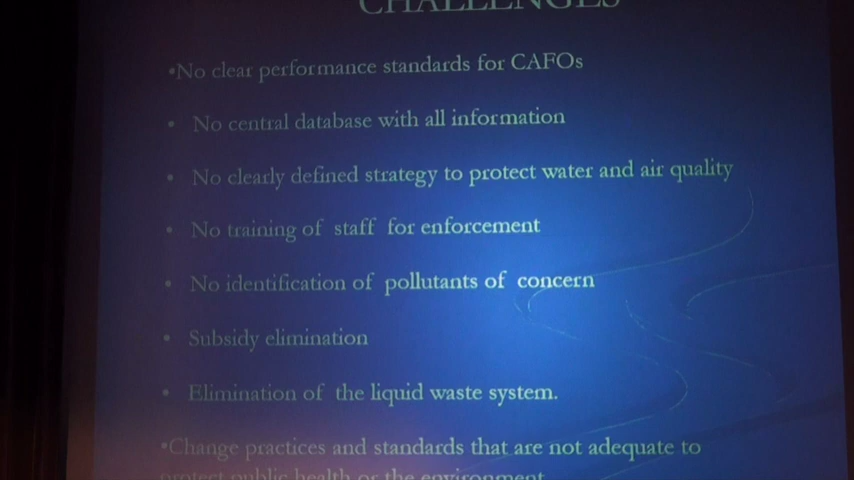 CHALLENGES
•No clear performance standards for CAFOs
• No central database with all information
• No clearly defined strategy to protect water and air quality
• No training of staff for enforcement
• No identification of pollutants of concern
• Subsidy elimination
• Elimination of the liquid waste system.
•Change practices and standards that are not adequate to
protect public health or the environment